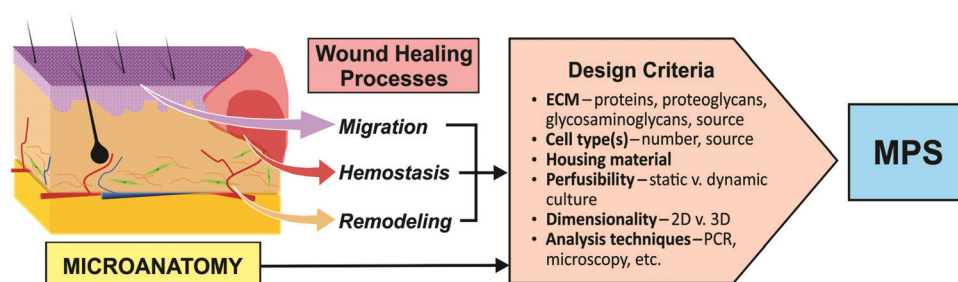 Wound Healing
Processes
Migration
Hemostasis
Remodeling
MICROANATOMY
Design Criteria
• ECM – proteins, proteoglycans,
glycosaminoglycans, source
• Cell type(s) – number, source
• Housing material
• Perfusibility – static v. dynamic
culture
• Dimensionality – 2D v. 3D
• Analysis techniques – PCR,
microscopy, etc.
MPS